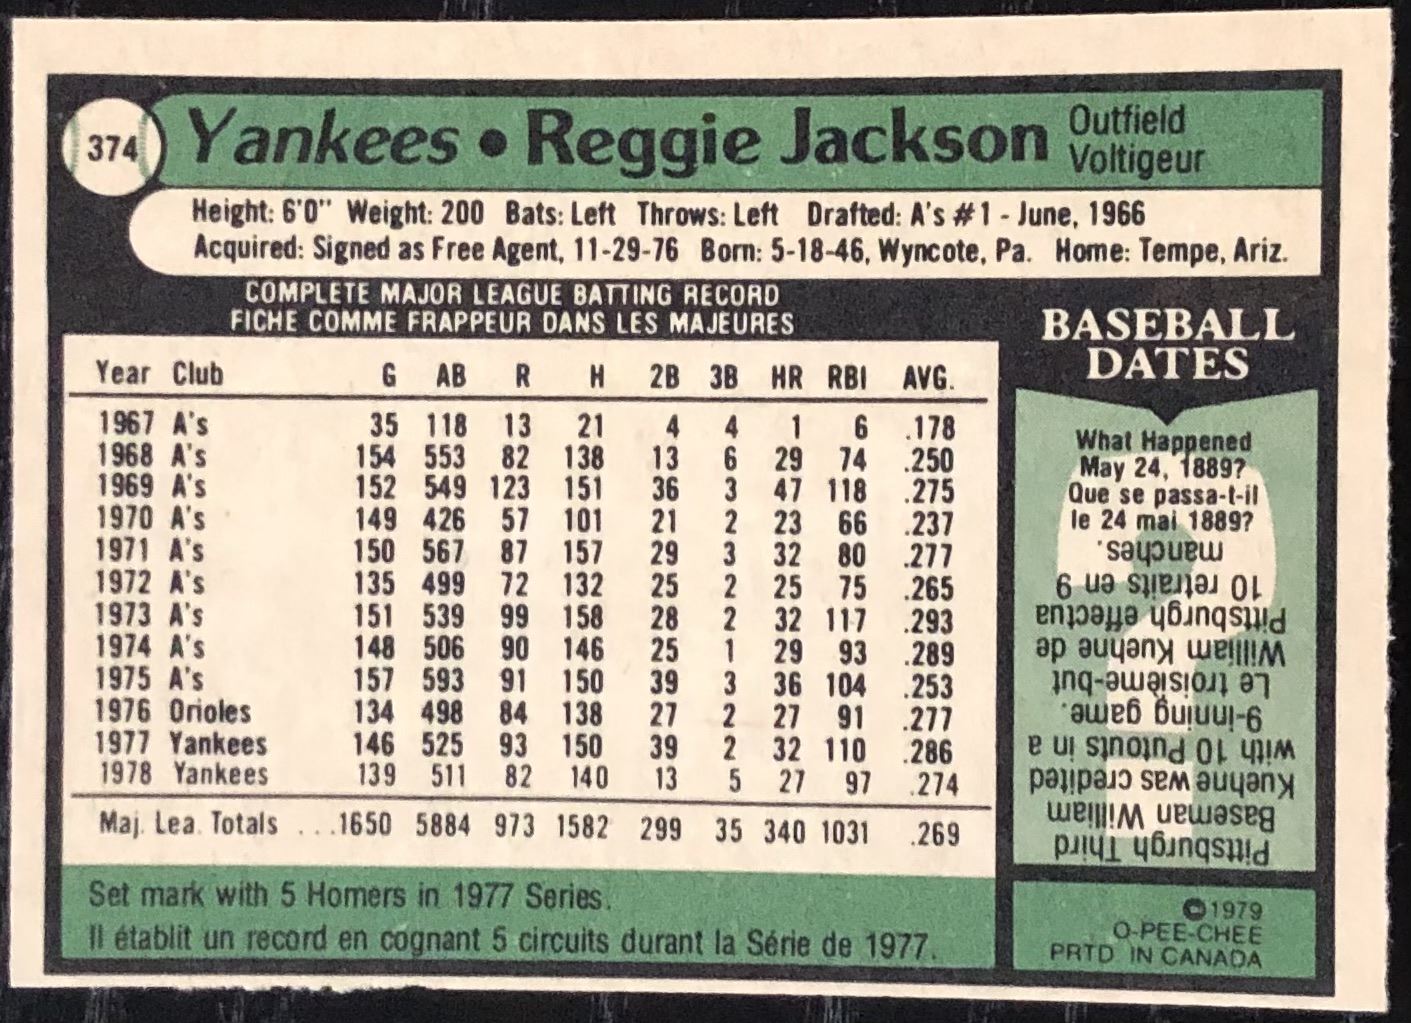 374
Yankees • Reggie Jackson
Outfield
Voltigeur
Height: 6'0" Weight: 200 Bats: Left Throws: Left Drafted: A's #1 - June, 1966
Acquired: Signed as Free Agent, 11-29-76 Born: 5-18-46, Wyncote, Pa. Home: Tempe, Ariz.
COMPLETE MAJOR LEAGUE BATTING RECORD
FICHE COMME FRAPPEUR DANS LES MAJEURES
Year Club G AB R H 2B 3B HR RBI AVG.
1967 A's 35 118 13 21 4 4 1 6 .178
1968 A's 154 553 82 138 13 6 29 74 .250
1969 A's 152 549 123 151 36 3 47 118 .275
1970 A's 149 426 57 101 21 2 23 66 .237
1971 A's 150 567 87 157 29 3 32 80 .277
1972 A's 135 499 72 132 25 2 25 75 .265
1973 A's 151 539 99 158 28 2 32 117 .293
1974 A's 148 506 90 146 25 1 29 93 .289
1975 A's 157 593 91 150 39 3 36 104 .253
1976 Orioles 134 498 84 138 27 2 27 91 .277
1977 Yankees 146 525 93 150 39 2 32 110 .286
1978 Yankees 139 511 82 140 13 5 27 97 .274
Maj. Lea. Totals ...1650 5884 973 1582 299 35 340 1031 .269
Set mark with 5 Homers in 1977 Series.
Il établit un record en cognant 5 circuits durant la Série de 1977.
BASEBALL
DATES
What Happened
May 24, 1889?
Que se passa-t-il
le 24 mai 1889?
Pittsburgh Third
Baseman William
Kuehne was credited
with 10 Putouts in a
9-inning game.
Le troisième-but
William Kuehne de
Pittsburgh effectua
10 retraits en 9
manches.
©1979
O-PEE-CHEE
PRTD IN CANADA